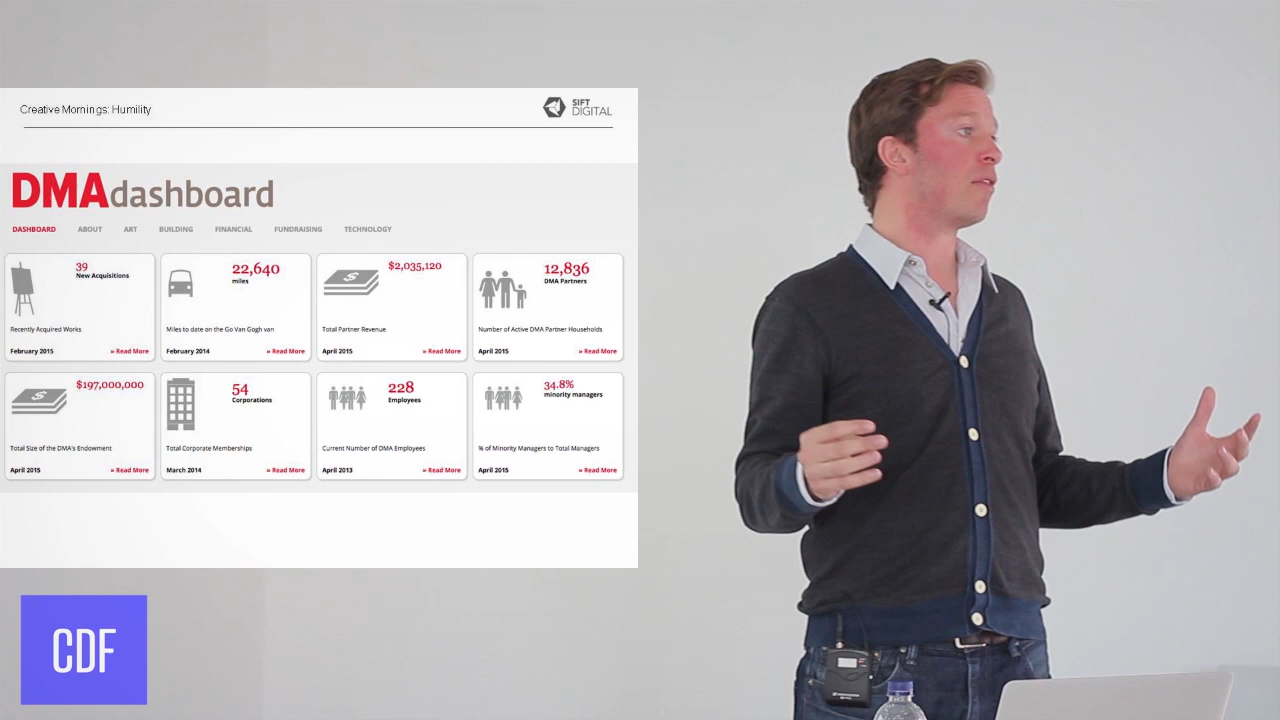 Creative Mornings: Humility
SIFT
DIGITAL
DMAdashboard
DASHBOARD ABOUT ART BUILDING FINANCIAL FUNDRAISING TECHNOLOGY
39
New Acquisitions
Recently Acquired Works
February 2015 » Read More
22,640
miles
Miles to date on the Go Van Gogh van
February 2014 » Read More
$2,035,120
Total Partner Revenue
April 2015 » Read More
12,836
DMA Partners
Number of Active DMA Partner Households
April 2015 » Read More
$197,000,000
Total Size of the DMA's Endowment
April 2015 » Read More
54
Corporations
Total Corporate Memberships
March 2014 » Read More
228
Employees
Current Number of DMA Employees
April 2013 » Read More
34.8%
minority managers
% of Minority Managers to Total Managers
April 2015 » Read More
CDF